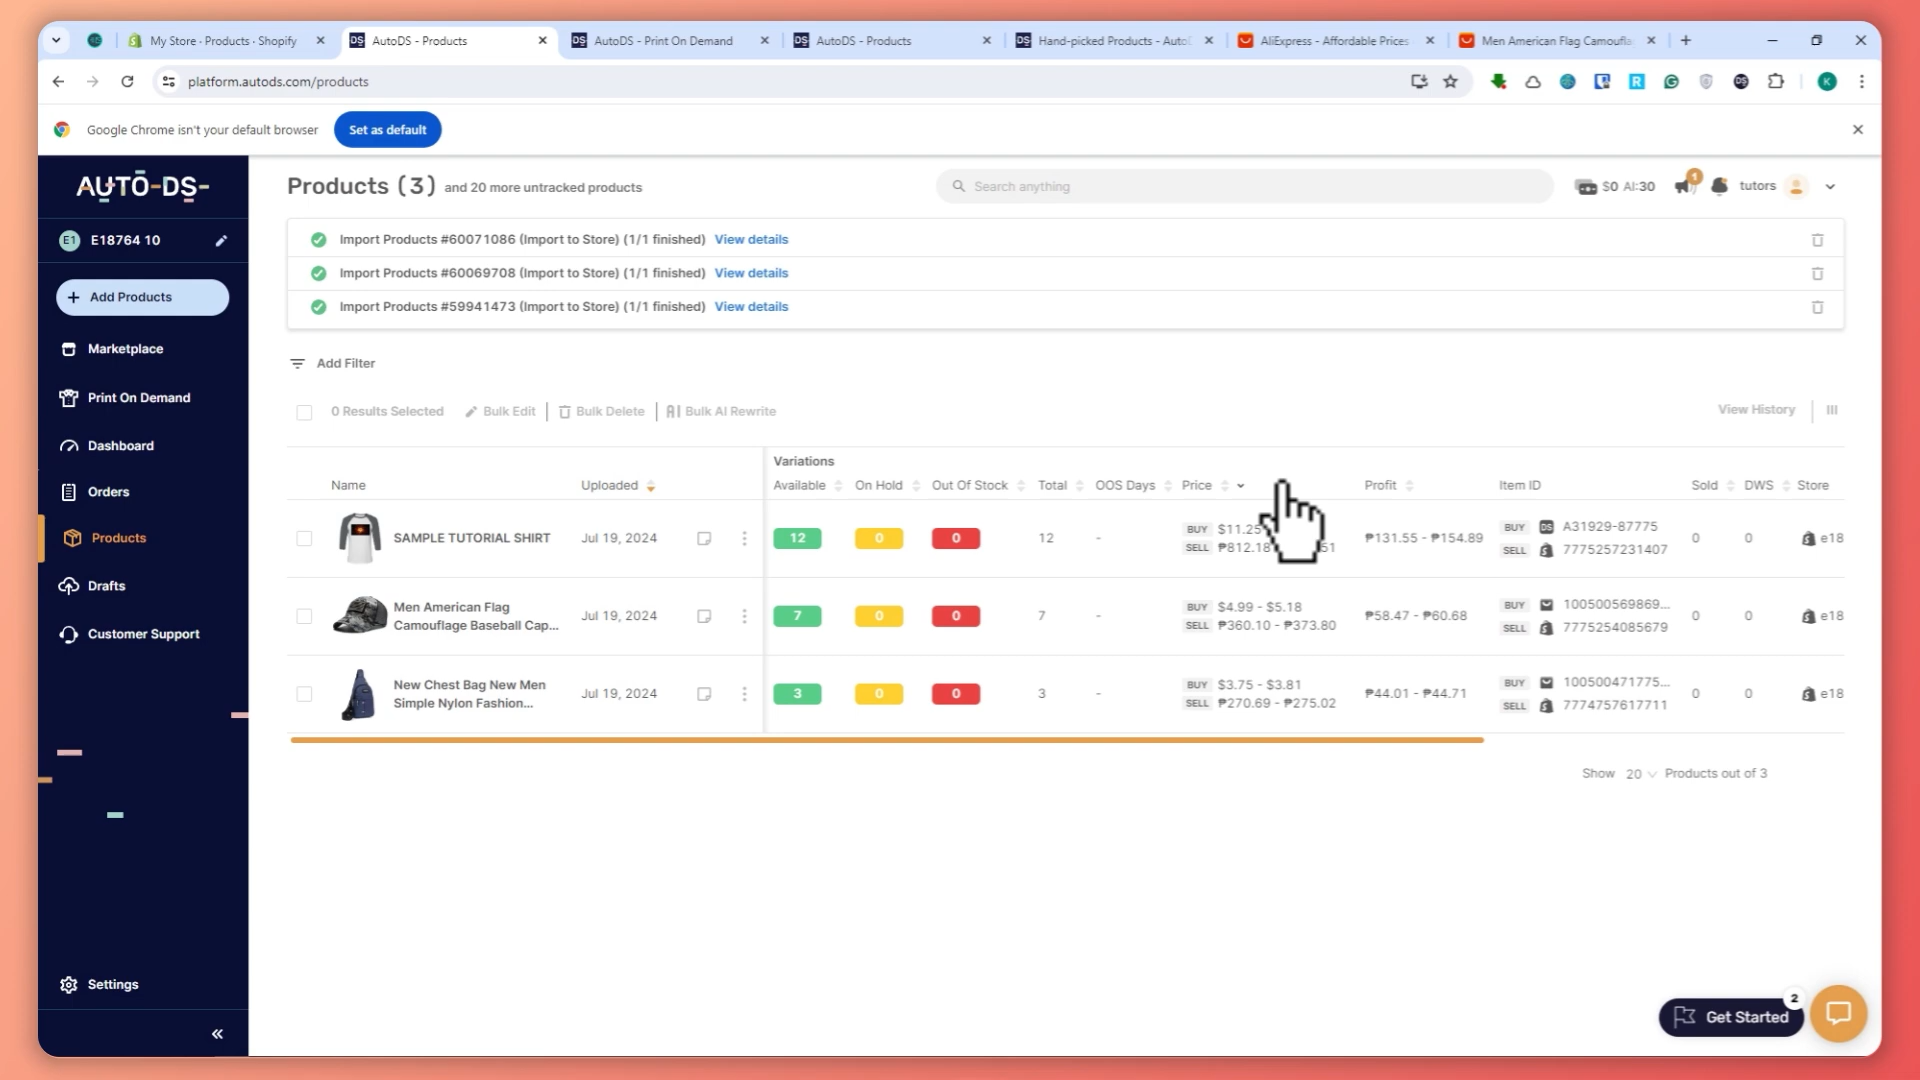 My Store · Products · Shopify
AutoDS - Products
AutoDS - Print On Demand
AutoDS - Products
Hand-picked Products - Auto
AliExpress - Affordable Prices
Men American Flag Camoufla
platform.autods.com/products
K
Google Chrome isn't your default browser
Set as default
AUTO-DS-
E1 E18764 10
Add Products
Marketplace
Print On Demand
Dashboard
Orders
Products
Drafts
Customer Support
Settings
Products (3) and 20 more untracked products
Search anything
$0 AI:30
1
tutors
Import Products #60071086 (Import to Store) (1/1 finished) View details
Import Products #60069708 (Import to Store) (1/1 finished) View details
Import Products #59941473 (Import to Store) (1/1 finished) View details
Add Filter
0 Results Selected Bulk Edit Bulk Delete AI Bulk AI Rewrite
View History
Variations
Name Uploaded Available On Hold Out Of Stock Total OOS Days Price Profit Item ID Sold DWS Store
SAMPLE TUTORIAL SHIRT Jul 19, 2024 12 0 0 12 -
BUY $11.25
SELL ₱812.18 51
₱131.55 - ₱154.89
BUY DS A31929-87775
SELL 7775257231407
0 0 e18
Men American Flag
Camouflage Baseball Cap...
Jul 19, 2024 7 0 0 7 -
BUY $4.99 - $5.18
SELL ₱360.10 - ₱373.80
₱58.47 - ₱60.68
BUY 100500569869...
SELL 7775254085679
0 0 e18
New Chest Bag New Men
Simple Nylon Fashion...
Jul 19, 2024 3 0 0 3 -
BUY $3.75 - $3.81
SELL ₱270.69 - ₱275.02
₱44.01 - ₱44.71
BUY 100500471775...
SELL 7774757617711
0 0 e18
Show 20 Products out of 3
Get Started
2